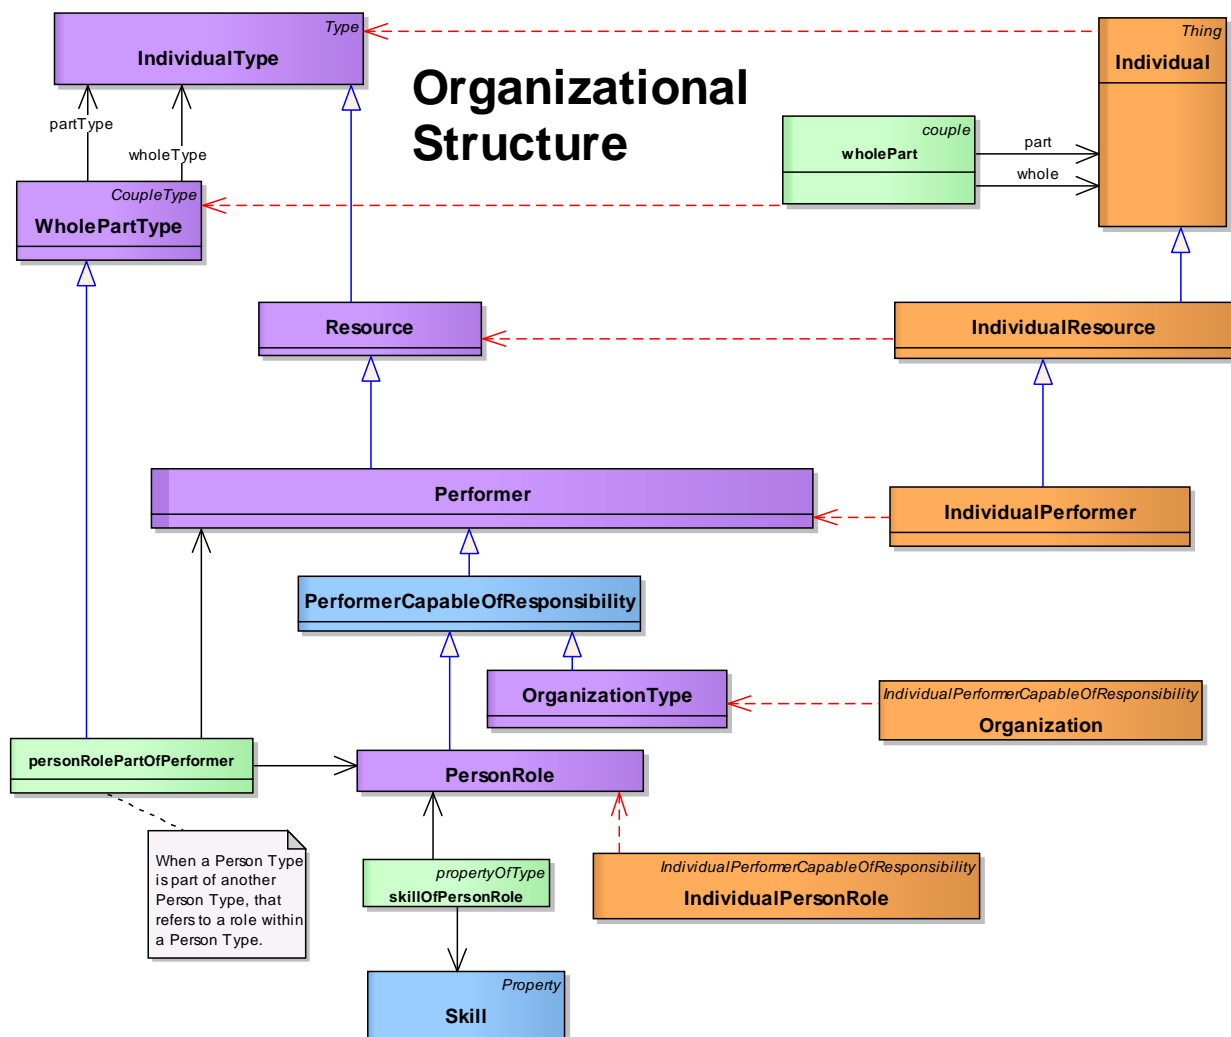 Type
IndividualType
Thing
Individual
Organizational
Structure
partType
wholeType
couple
wholePart
part
whole
CoupleType
WholePartType
Resource
IndividualResource
Performer
IndividualPerformer
PerformerCapableOfResponsibility
OrganizationType
IndividualPerformerCapableOfResponsibility
Organization
personRolePartOfPerformer
PersonRole
When a Person Type
is part of another
Person Type, that
refers to a role within
a Person Type.
propertyOfType
skillOfPersonRole
IndividualPerformerCapableOfResponsibility
IndividualPersonRole
Property
Skill